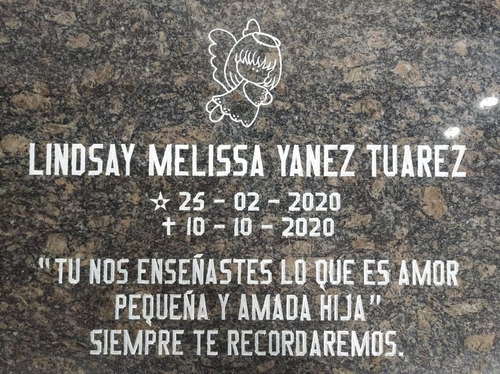 LINDSAY MELISSA YANEZ TUAREZ
☆ 25 - 02 - 2020
✝ 10 - 10 - 2020
"TU NOS ENSEÑASTES LO QUE ES AMOR
PEQUEÑA Y AMADA HIJA"
SIEMPRE TE RECORDAREMOS.